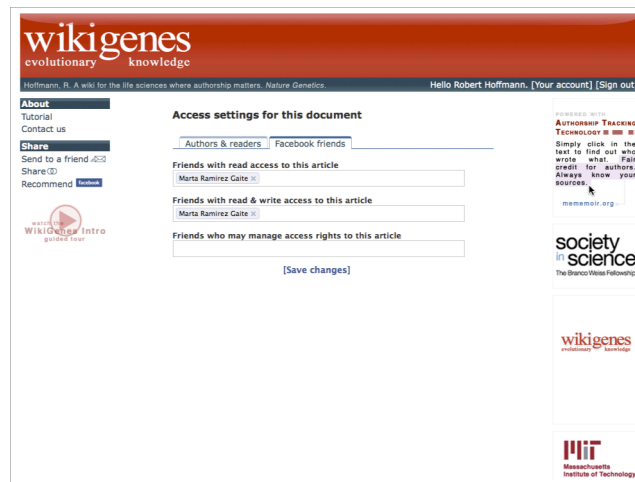 wikigenes
evolutionary knowledge
Hoffmann, R. A wiki for the life sciences where authorship matters. Nature Genetics.
Hello Robert Hoffmann. [Your account] [Sign out
About
Tutorial
Contact us
Share
Send to a friend
Share
Recommend facebook
watch the
WikiGenes Intro
guided tour
Access settings for this document
Authors & readers
Facebook friends
Friends with read access to this article
Marta Ramirez Gaite ×
Friends with read & write access to this article
Marta Ramirez Gaite ×
Friends who may manage access rights to this article
[Save changes]
POWERED WITH
AUTHORSHIP TRACKING
TECHNOLOGY
Simply click in the
text to find out who
wrote what. Fair
credit for authors.
Always know your
sources.
mememoir.org
society
in science
The Branco Weiss Fellowship
wikigenes
evolutionary knowledge
MIT
Massachusetts
Institute of Technology